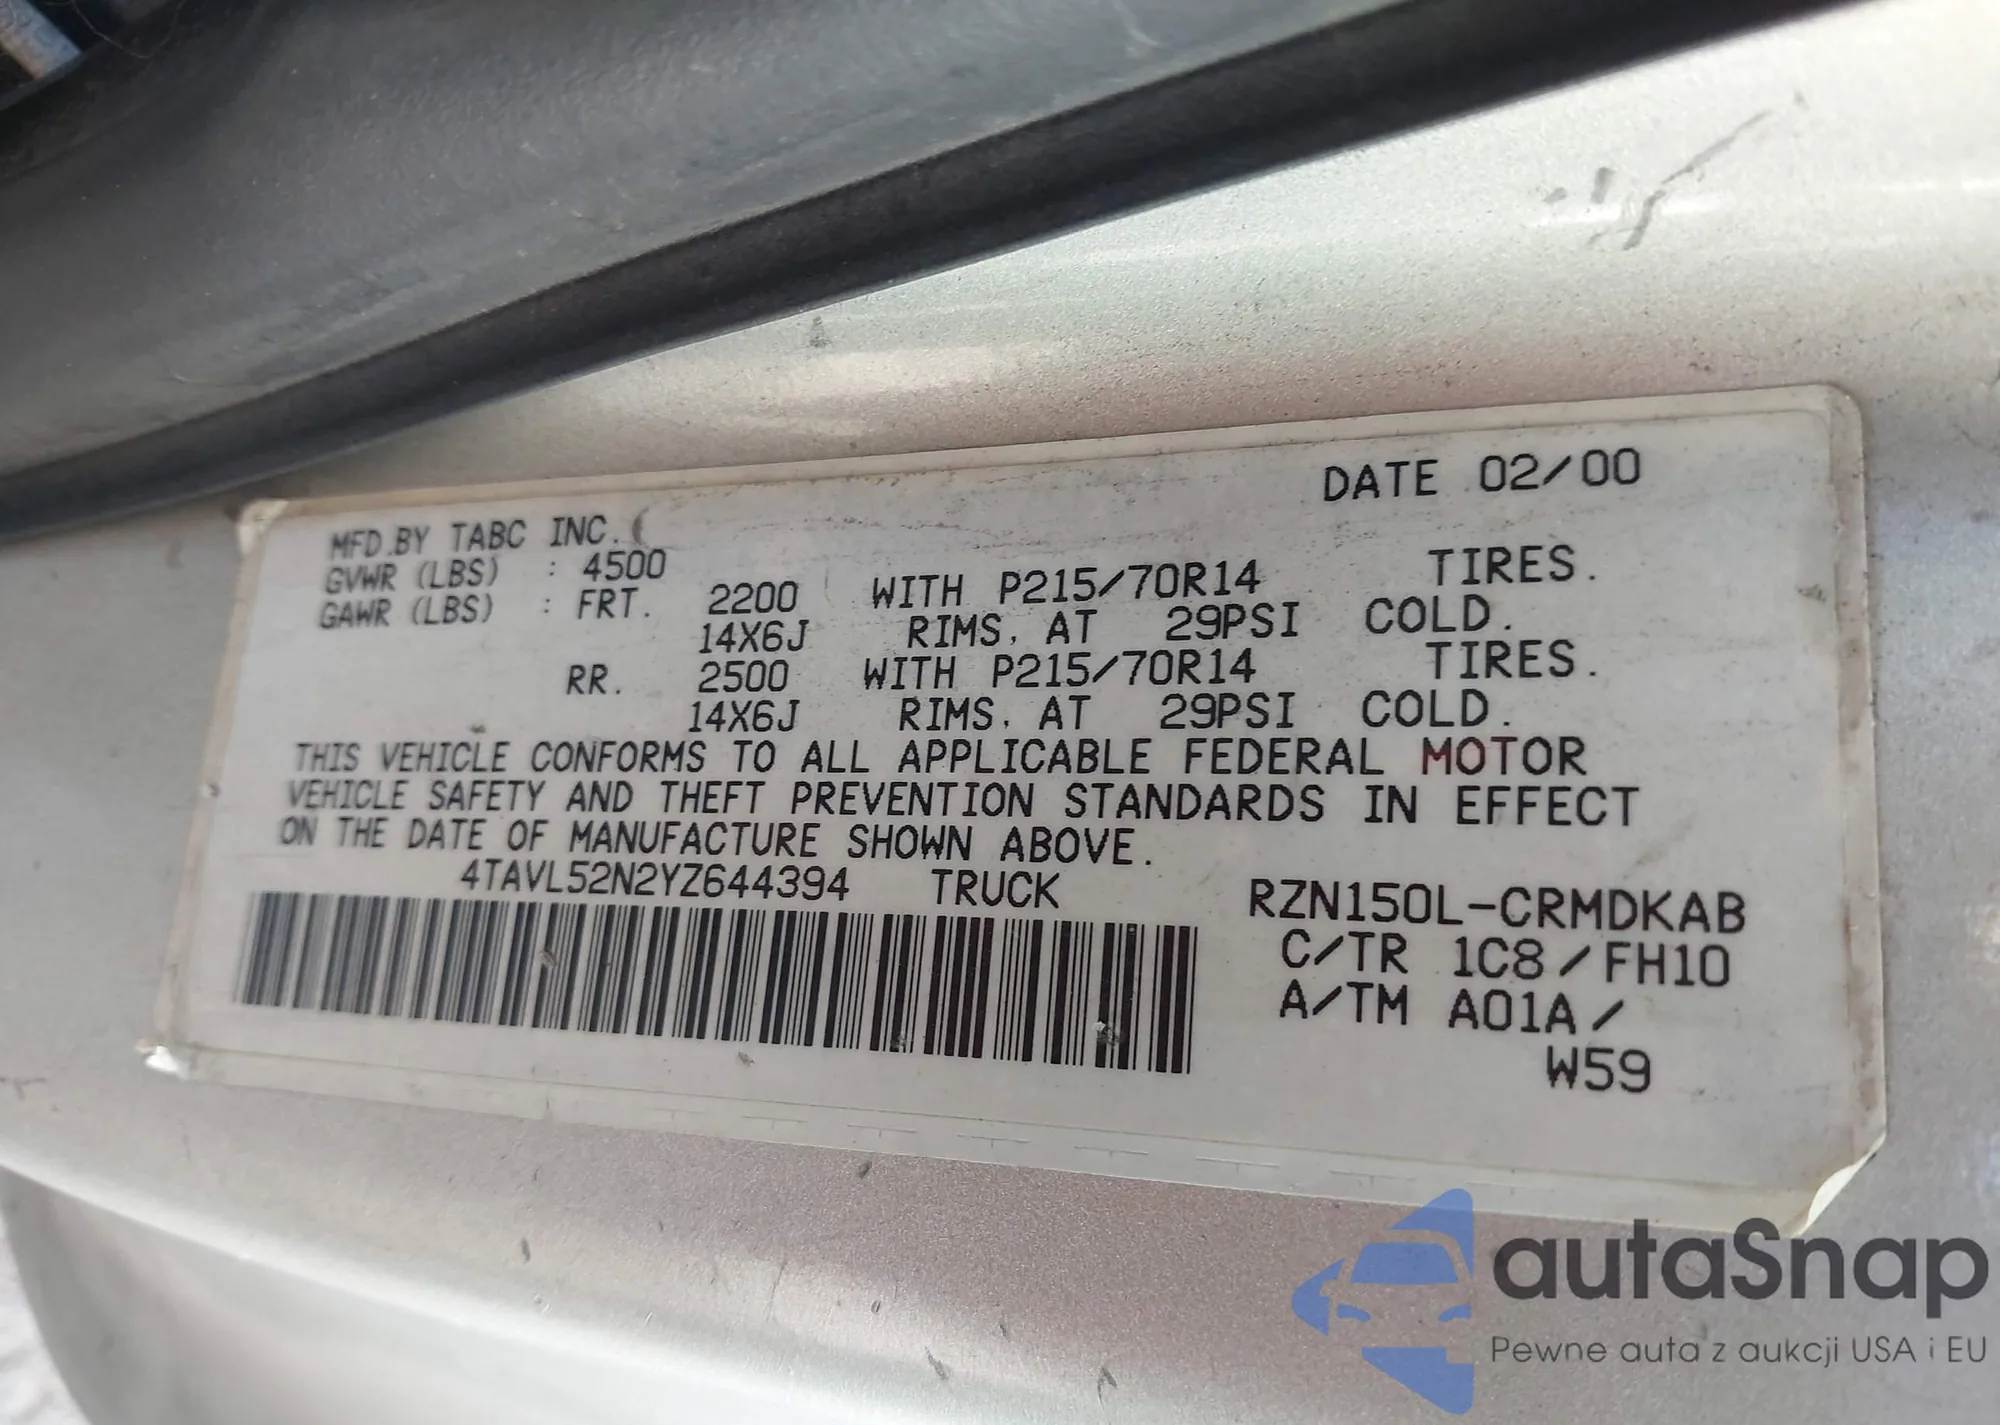 DATE 02/00
MFD.BY TABC INC.
GVWR (LBS) : 4500
GAWR (LBS) : FRT. 2200 WITH P215/70R14 TIRES.
14X6J RIMS, AT 29PSI COLD.
RR. 2500 WITH P215/70R14 TIRES.
14X6J RIMS, AT 29PSI COLD.
THIS VEHICLE CONFORMS TO ALL APPLICABLE FEDERAL MOTOR
VEHICLE SAFETY AND THEFT PREVENTION STANDARDS IN EFFECT
ON THE DATE OF MANUFACTURE SHOWN ABOVE.
4TAVL52N2YZ644394 TRUCK RZN150L-CRMDKAB
C/TR 1C8/FH10
A/TM A01A/
W59
autaSnap
Pewne auta z aukcji USA i EU